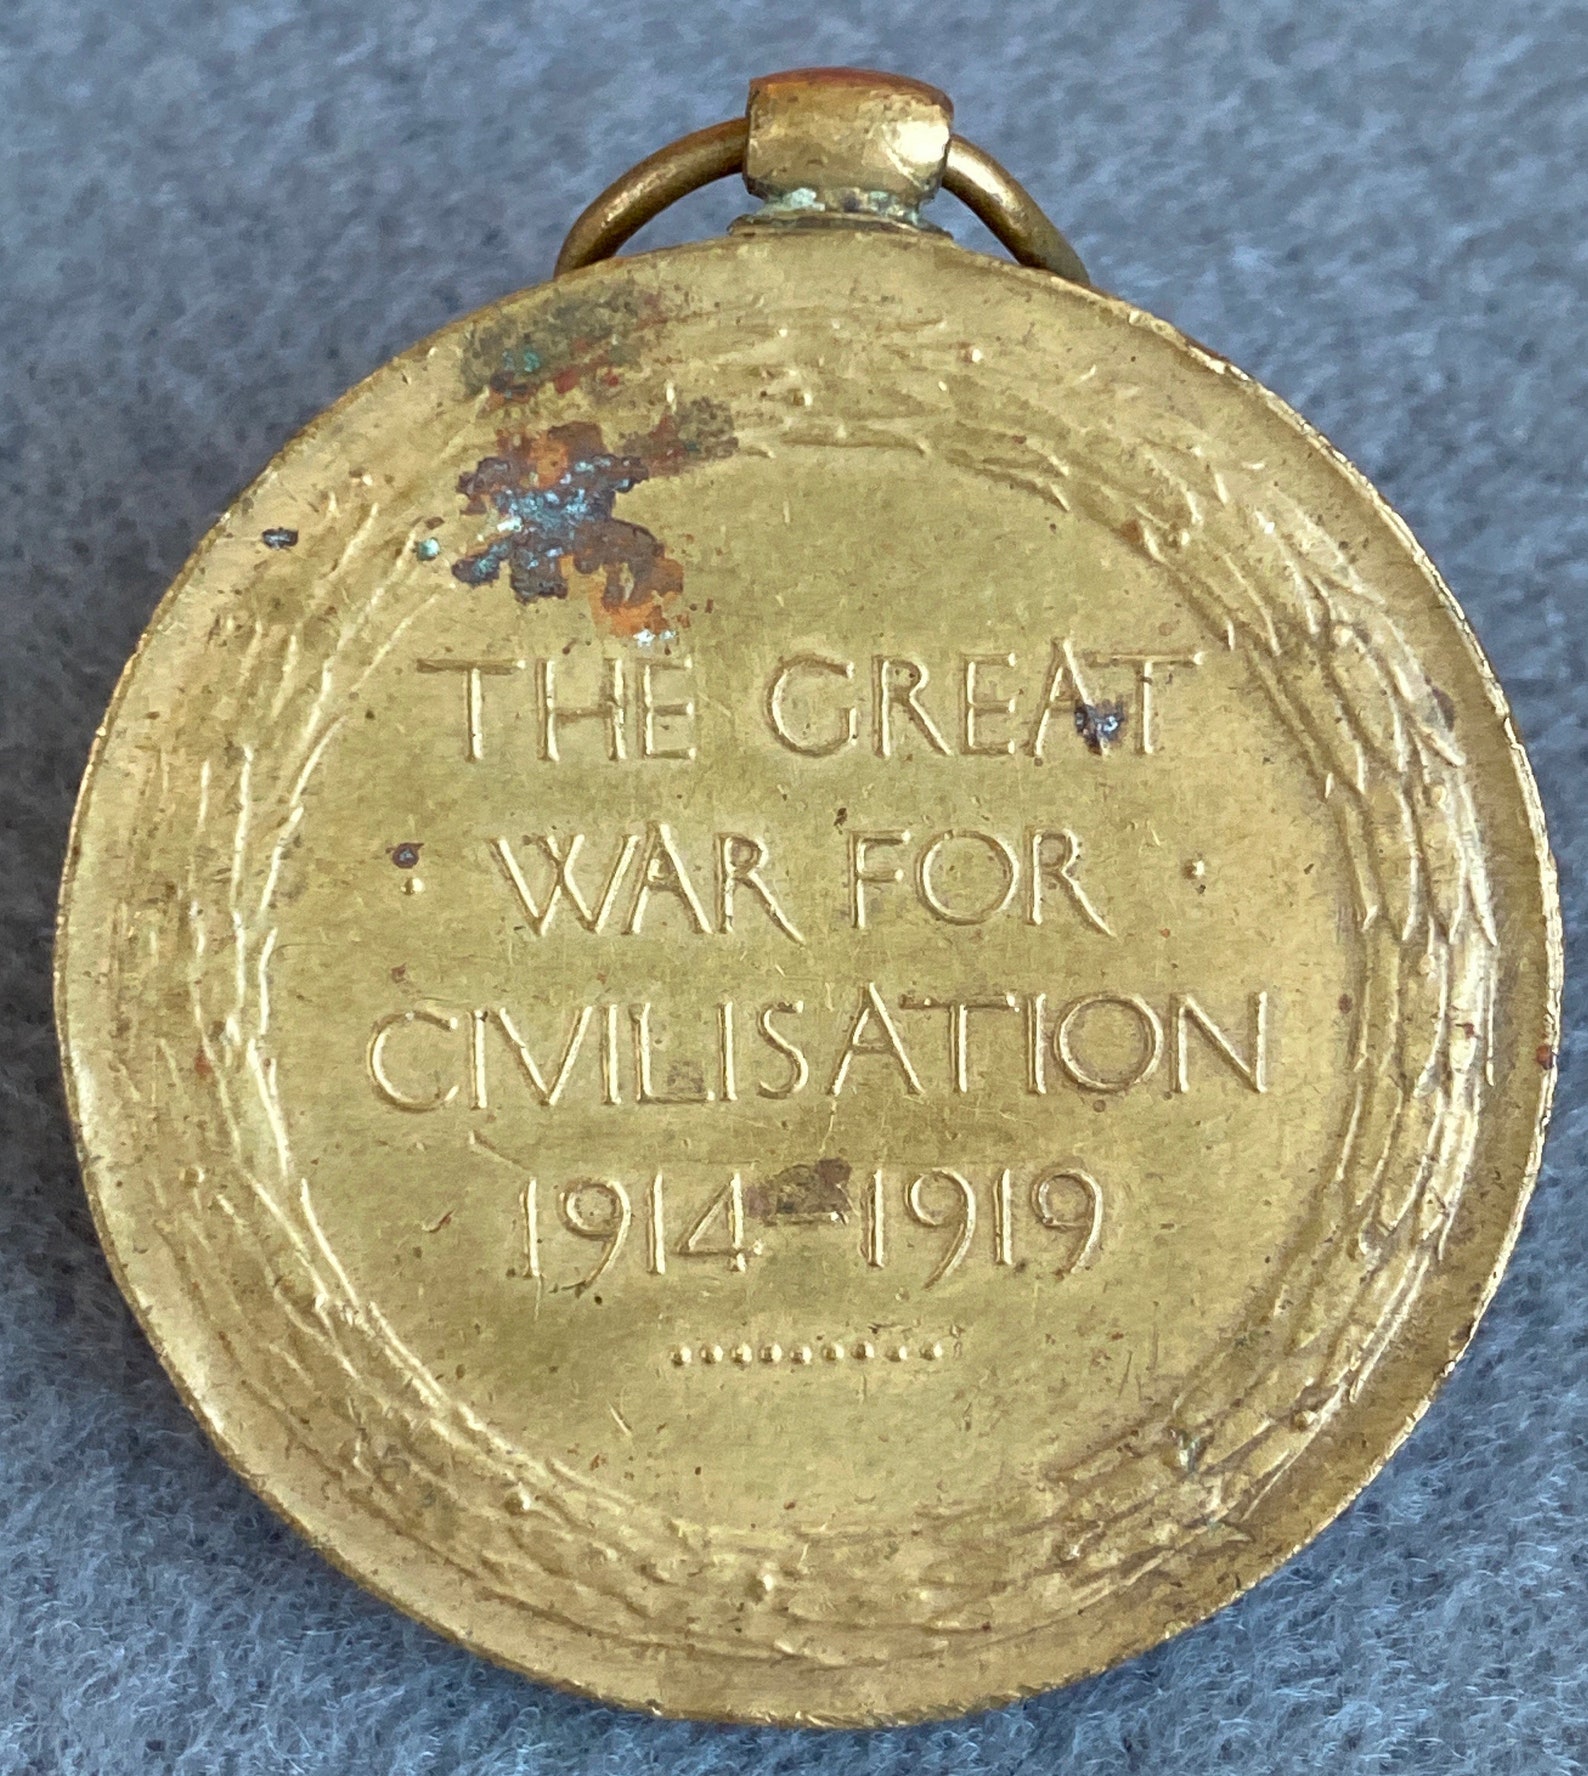 THE GREAT
· WAR FOR ·
CIVILISATION
1914-1919